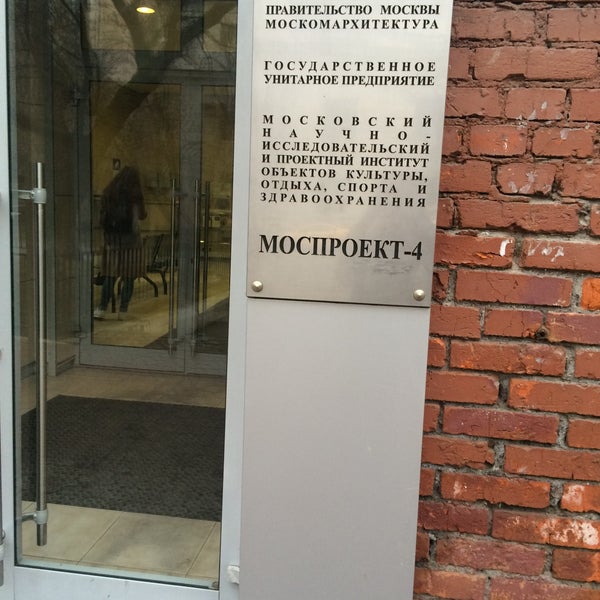 ПРАВИТЕЛЬСТВО МОСКВЫ
МОСКОМАРХИТЕКТУРА
ГОСУДАРСТВЕННОЕ
УНИТАРНОЕ ПРЕДПРИЯТИЕ
МОСКОВСКИЙ
НАУЧНО-
ИССЛЕДОВАТЕЛЬСКИЙ
И ПРОЕКТНЫЙ ИНСТИТУТ
ОБЪЕКТОВ КУЛЬТУРЫ,
ОТДЫХА, СПОРТА И
ЗДРАВООХРАНЕНИЯ
МОСПРОЕКТ-4